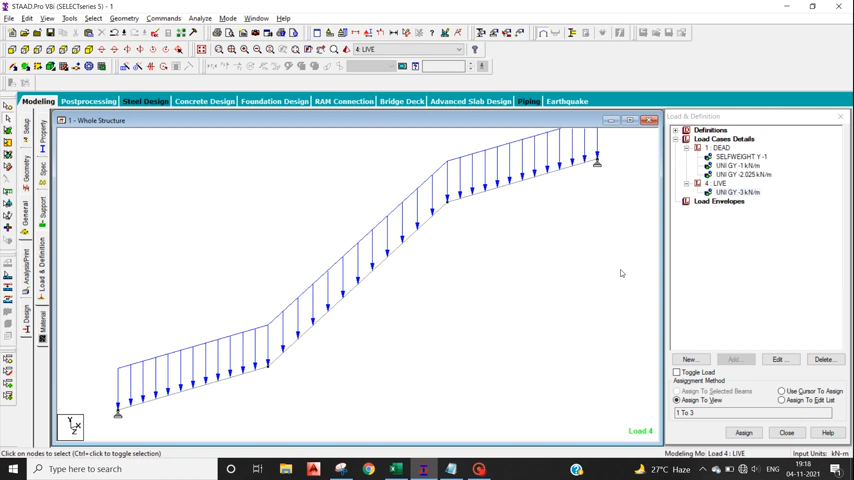 STAAD.Pro V8i (SELECTseries 5) - 1
File Edit View Tools Select Geometry Commands Analyze Mode Window Help
4: LIVE
Modeling Postprocessing Steel Design Concrete Design Foundation Design RAM Connection Bridge Deck Advanced Slab Design Piping Earthquake
1 - Whole Structure
Load & Definition
Definitions
Load Cases Details
1 : DEAD
SELFWEIGHT Y -1
UNI GY -1 kN/m
UNI GY -2.025 kN/m
4 : LIVE
UNI GY -3 kN/m
Load Envelopes
Setup
Geometry
General
Analysis/Print
Design
Property
Spec
Support
Load & Definition
Material
New...
Add...
Edit ...
Delete...
Toggle Load
Assignment Method
Assign To Selected Beams
Use Cursor To Assign
Assign To View
Assign To Edit List
1 To 3
Assign
Close
Help
Y
X
Z
Load 4
Click on nodes to select (Ctrl+click to toggle selection)
Modeling Mo
Load 4 : LIVE
Input Units: kN-m
Type here to search
27°C Haze
ENG
19:18
04-11-2021